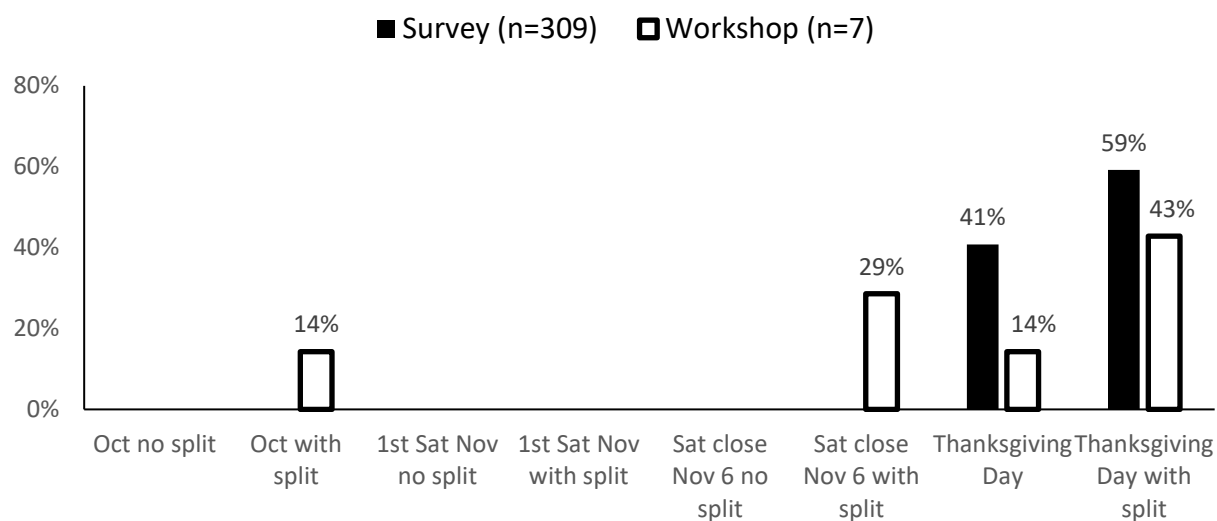 Survey (n=309) Workshop (n=7)
80%
60%
40%
20%
0%
14%
29%
41%
14%
59%
43%
Oct no split
Oct with
split
1st Sat Nov
no split
1st Sat Nov
with split
Sat close
Nov 6 no
split
Sat close
Nov 6 with
split
Thanksgiving
Day
Thanksgiving
Day with
split